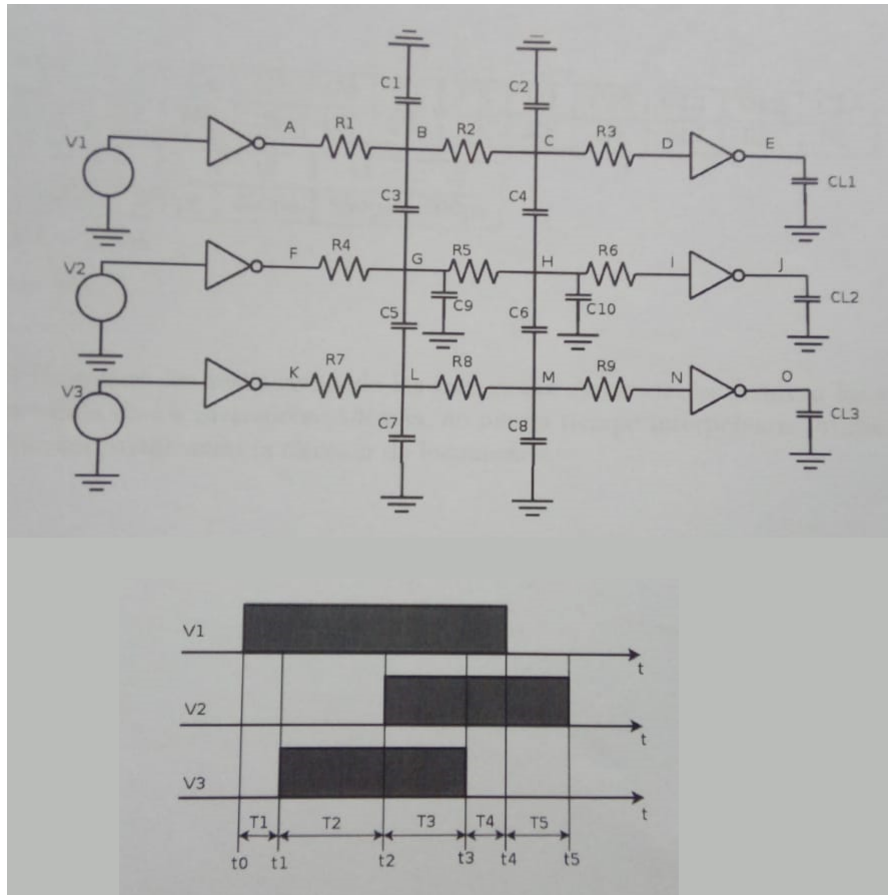 C1 C2
V1 A R1 B R2 C R3 D E
CL1
C3 C4
V2 F R4 G R5 H R6 I J
C9 C10 CL2
C5 C6
V3 K R7 L R8 M R9 N O
CL3
C7 C8
V1
t
V2
t
V3
t
T1 T2 T3 T4 T5
t0 t1 t2 t3 t4 t5